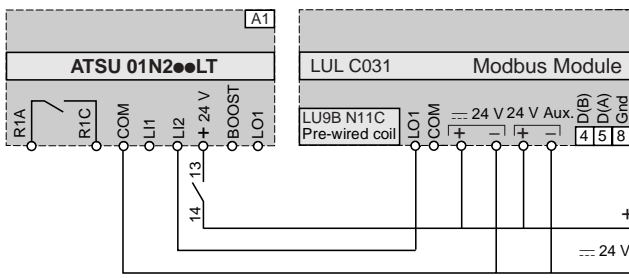 A1
ATSU 01N2●●LT
R1A
R1C
COM
LI1
LI2
+ 24 V
BOOST
LO1
13
14
LUL C031
Modbus Module
LU9B N11C
Pre-wired coil
LO1
COM
⎓ 24 V
+ –
24 V Aux.
+ –
D(B)
D(A)
Gnd
4 5 8
+
⎓ 24 V